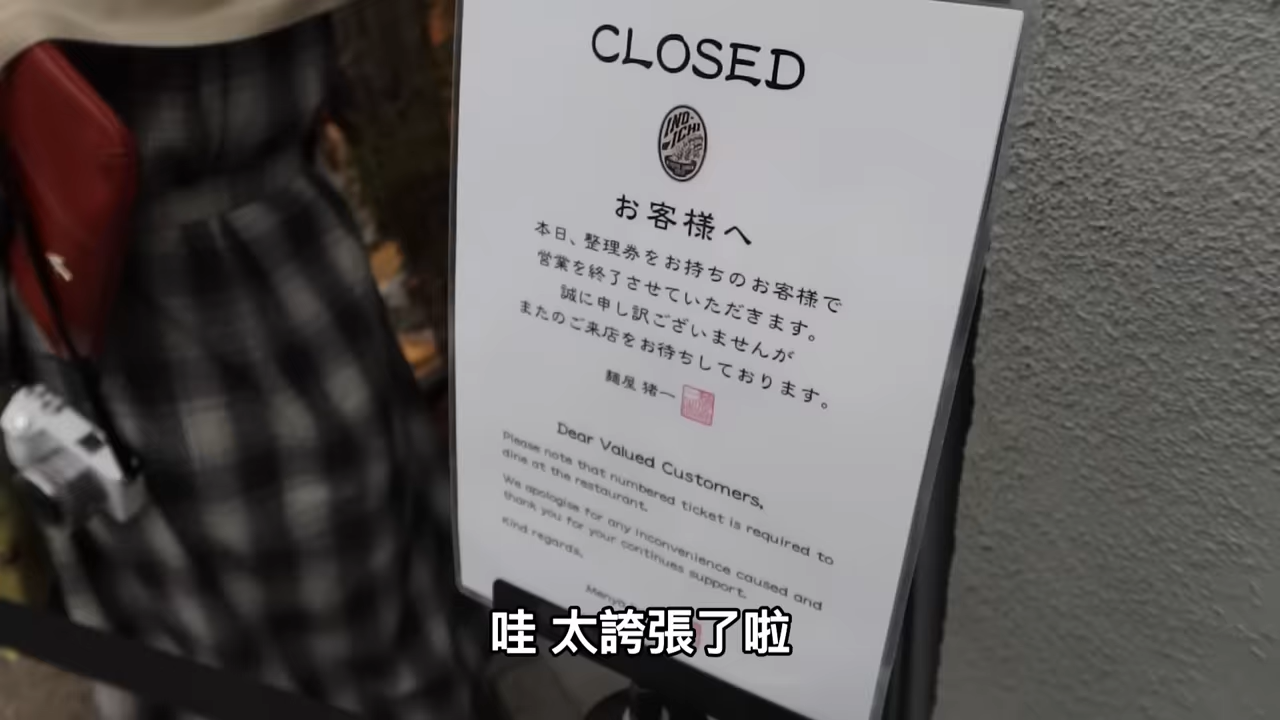 CLOSED
INO-
ICHI
お客様へ
本日、整理券をお持ちのお客様で
営業を終了させていただきます。
誠に申し訳ございませんが
またのご来店をお待ちしております。
麺屋 猪一
Dear Valued Customers,
Please note that numbered ticket is required to
dine at the restaurant.
We apologise for any inconvenience caused and
thank you for your continues support.
Kind regards,
哇 太誇張了啦